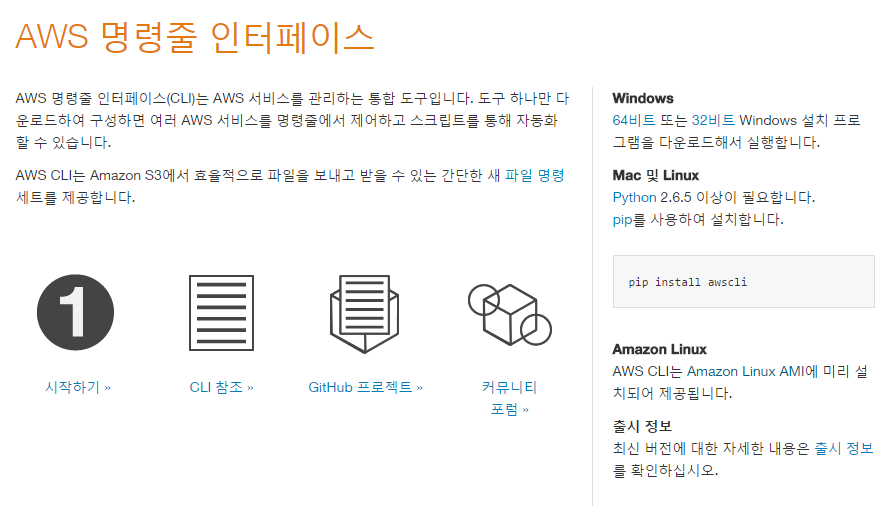 AWS 명령줄 인터페이스
AWS 명령줄 인터페이스(CLI)는 AWS 서비스를 관리하는 통합 도구입니다. 도구 하나만 다
운로드하여 구성하면 여러 AWS 서비스를 명령줄에서 제어하고 스크립트를 통해 자동화
할 수 있습니다.
AWS CLI는 Amazon S3에서 효율적으로 파일을 보내고 받을 수 있는 간단한 새 파일 명령
세트를 제공합니다.
1
시작하기 »
CLI 참조 »
GitHub 프로젝트 »
커뮤니티
포럼 »
Windows
64비트 또는 32비트 Windows 설치 프로
그램을 다운로드해서 실행합니다.
Mac 및 Linux
Python 2.6.5 이상이 필요합니다.
pip를 사용하여 설치합니다.
pip install awscli
Amazon Linux
AWS CLI는 Amazon Linux AMI에 미리 설
치되어 제공됩니다.
출시 정보
최신 버전에 대한 자세한 내용은 출시 정보
를 확인하십시오.